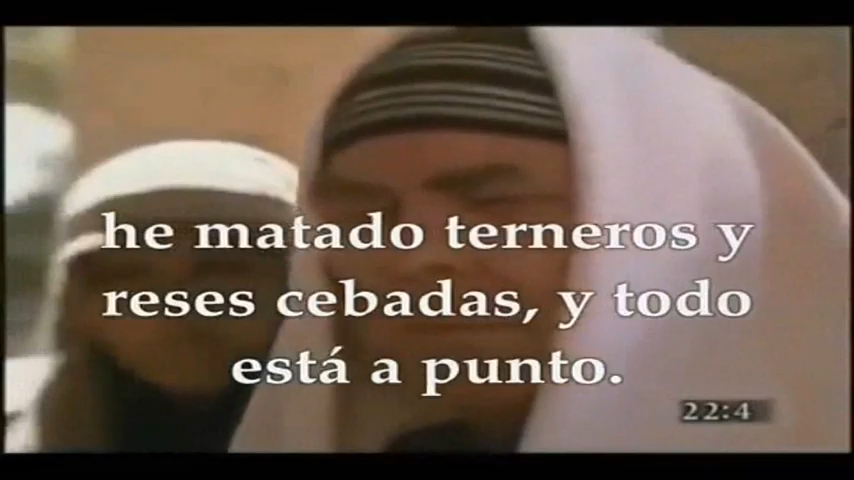 he matado terneros y
reses cebadas, y todo
está a punto.
22:4